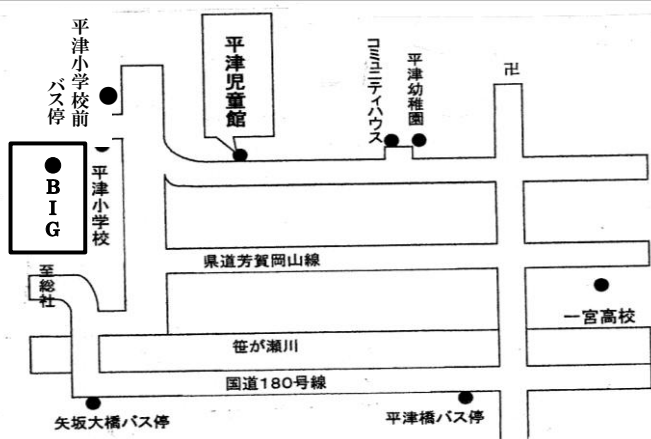 平津小学校前
バス停
平津児童館
コミュニティハウス
平津幼稚園
卍
BIG
平津小学校
至総社
県道芳賀岡山線
一宮高校
笹が瀬川
国道180号線
矢坂大橋バス停
平津橋バス停